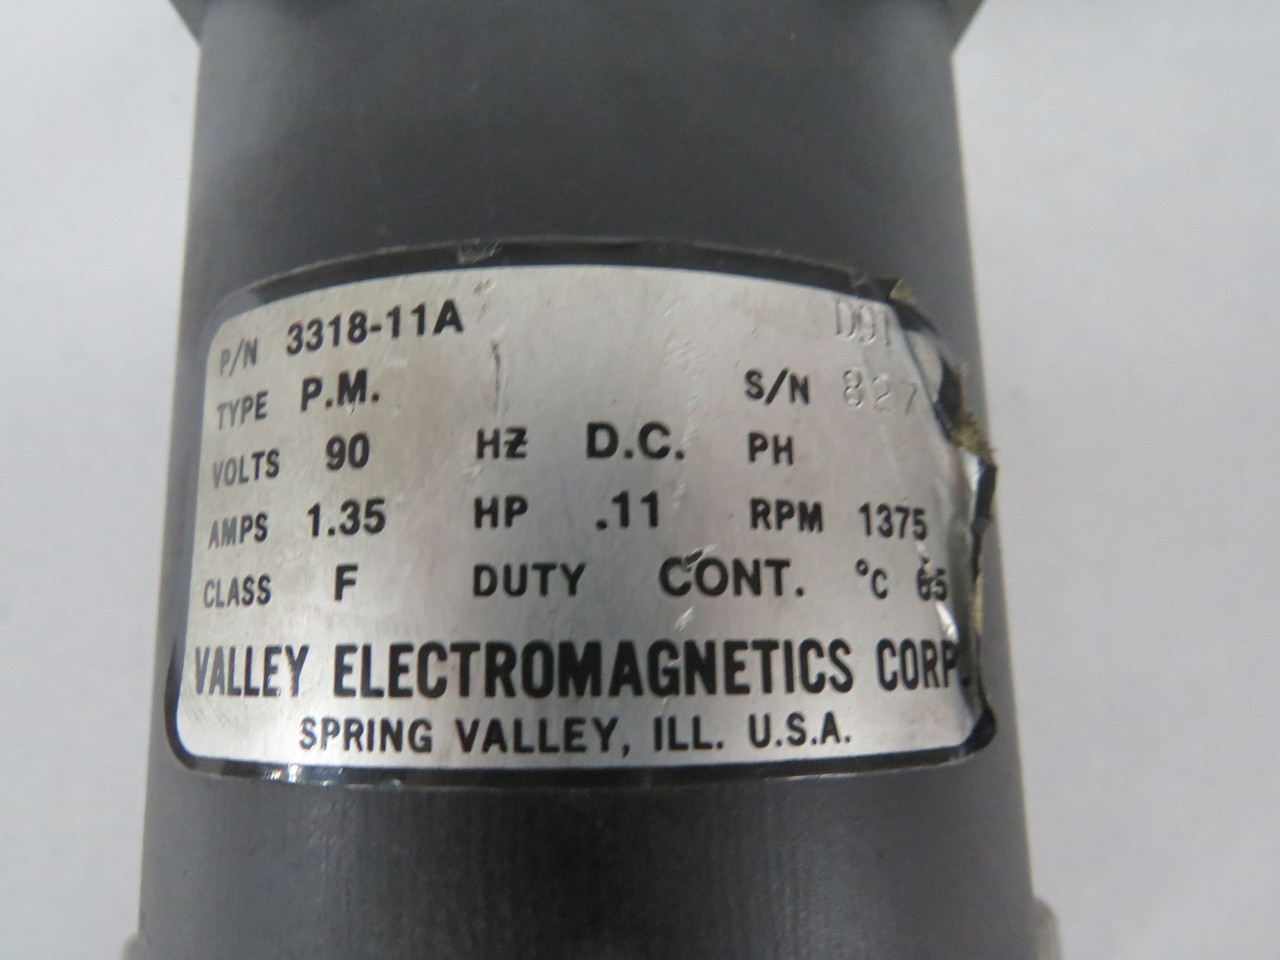 P/N 3318-11A D91
TYPE P.M. S/N 827
VOLTS 90 HZ D.C. PH
AMPS 1.35 HP .11 RPM 1375
CLASS F DUTY CONT. °C 65
VALLEY ELECTROMAGNETICS CORP.
SPRING VALLEY, ILL. U.S.A.